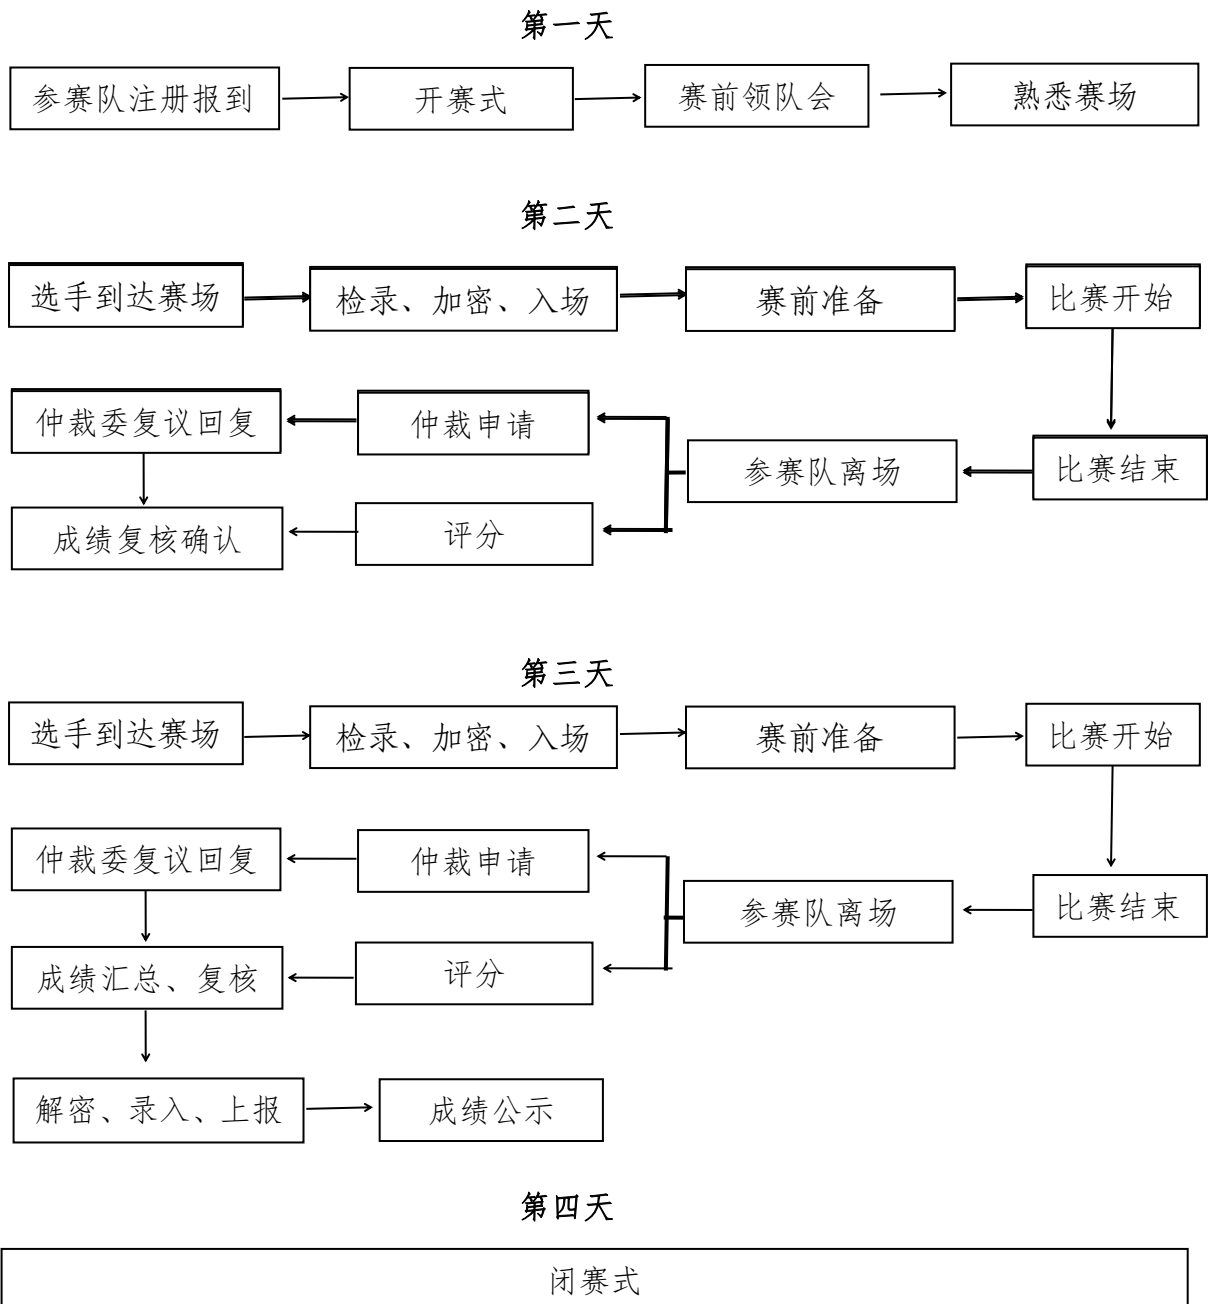 第一天
参赛队注册报到
开赛式
赛前领队会
熟悉赛场
第二天
选手到达赛场
检录、加密、入场
赛前准备
比赛开始
仲裁委复议回复
仲裁申请
参赛队离场
比赛结束
成绩复核确认
评分
第三天
选手到达赛场
检录、加密、入场
赛前准备
比赛开始
仲裁委复议回复
仲裁申请
参赛队离场
比赛结束
成绩汇总、复核
评分
解密、录入、上报
成绩公示
第四天
闭赛式